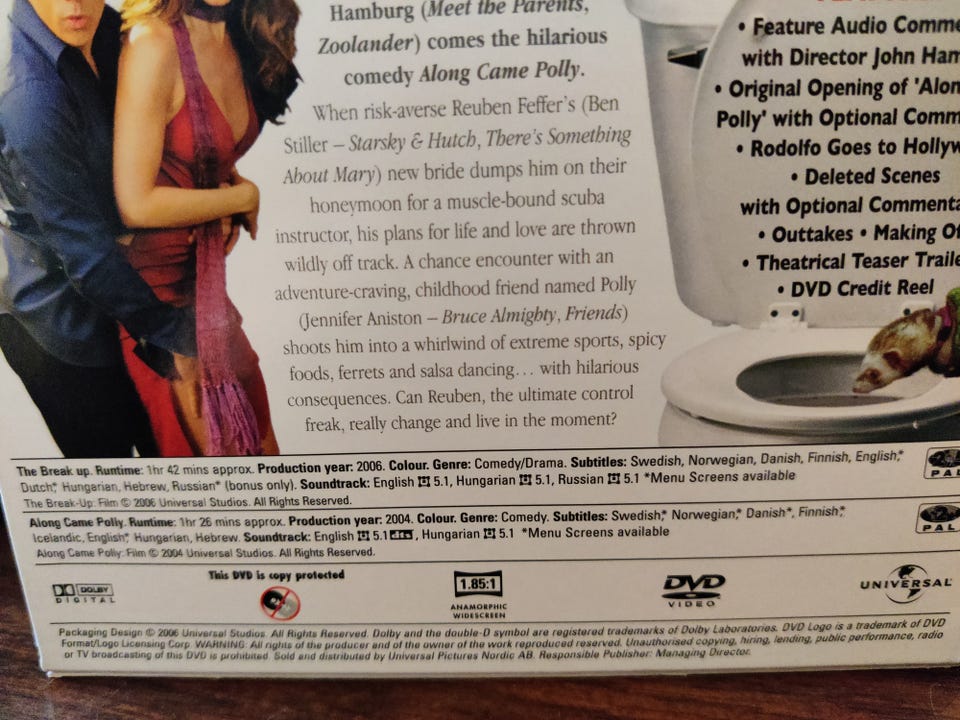 Hamburg (Meet the Parents,
Zoolander) comes the hilarious
comedy Along Came Polly.
When risk-averse Reuben Feffer's (Ben
Stiller – Starsky & Hutch, There's Something
About Mary) new bride dumps him on their
honeymoon for a muscle-bound scuba
instructor, his plans for life and love are thrown
wildly off track. A chance encounter with an
adventure-craving, childhood friend named Polly
(Jennifer Aniston – Bruce Almighty, Friends)
shoots him into a whirlwind of extreme sports, spicy
foods, ferrets and salsa dancing... with hilarious
consequences. Can Reuben, the ultimate control
freak, really change and live in the moment?
• Feature Audio Comme
with Director John Ham
• Original Opening of 'Alon
Polly' with Optional Comm
• Rodolfo Goes to Hollyw
• Deleted Scenes
with Optional Commenta
• Outtakes • Making Of
• Theatrical Teaser Traile
• DVD Credit Reel
The Break up. Runtime: 1hr 42 mins approx. Production year: 2006. Colour. Genre: Comedy/Drama. Subtitles: Swedish, Norwegian, Danish, Finnish, English,*
Dutch,* Hungarian, Hebrew, Russian* (bonus only). Soundtrack: English 5.1, Hungarian 5.1, Russian 5.1 *Menu Screens available
The Break-Up: Film © 2006 Universal Studios. All Rights Reserved.
PAL
Along Came Polly. Runtime: 1hr 26 mins approx. Production year: 2004. Colour. Genre: Comedy. Subtitles: Swedish,* Norwegian,* Danish*, Finnish,*
Icelandic, English,* Hungarian, Hebrew. Soundtrack: English 5.1 dts, Hungarian 5.1 *Menu Screens available
Along Came Polly: Film © 2004 Universal Studios. All Rights Reserved.
2
PAL
DOLBY
DIGITAL
This DVD is copy protected
1.85:1
ANAMORPHIC
WIDESCREEN
DVD
VIDEO
UNIVERSAL
Packaging Design © 2006 Universal Studios. All Rights Reserved. Dolby and the double-D symbol are registered trademarks of Dolby Laboratories. DVD Logo is a trademark of DVD
Format/Logo Licensing Corp. WARNING: All rights of the producer and of the owner of the work reproduced reserved. Unauthorised copying, hiring, lending, public performance, radio
or TV broadcasting of this DVD is prohibited. Sold and distributed by Universal Pictures Nordic AB. Responsible Publisher: Managing Director.